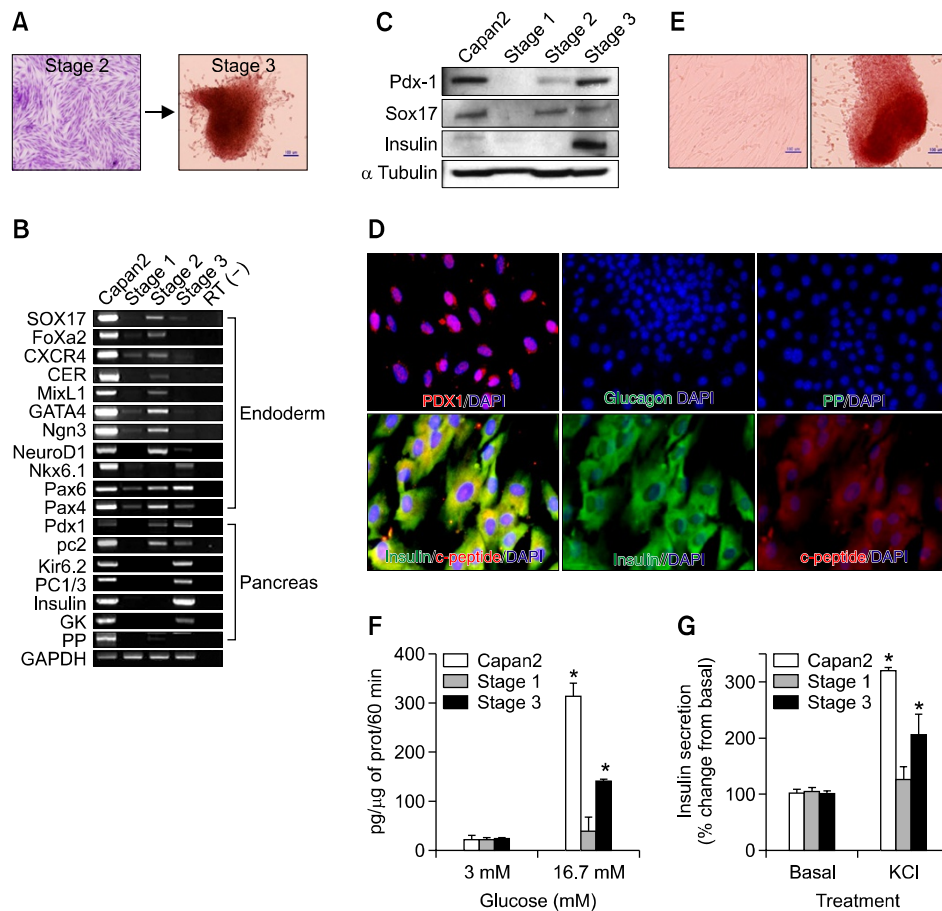 A
Stage 2
Stage 3
B
Capan2
Stage 1
Stage 2
Stage 3
RT (−)
SOX17
FoXa2
CXCR4
CER
MixL1
GATA4
Ngn3
NeuroD1
Nkx6.1
Pax6
Pax4
Pdx1
pc2
Kir6.2
PC1/3
Insulin
GK
PP
GAPDH
Endoderm
Pancreas
C
Capan2
Stage 1
Stage 2
Stage 3
Pdx-1
Sox17
Insulin
α Tubulin
E
D
PDX1/DAPI
Glucagon DAPI
PP/DAPI
Insulin/c-peptide/DAPI
Insulin//DAPI
c-peptide/DAPI
F
400
300
200
100
0
pg/μg of prot/60 min
Capan2
Stage 1
Stage 3
*
*
3 mM
16.7 mM
Glucose (mM)
G
300
200
100
0
Insulin secretion
(% change from basal)
Capan2
Stage 1
Stage 3
*
*
Basal
KCl
Treatment